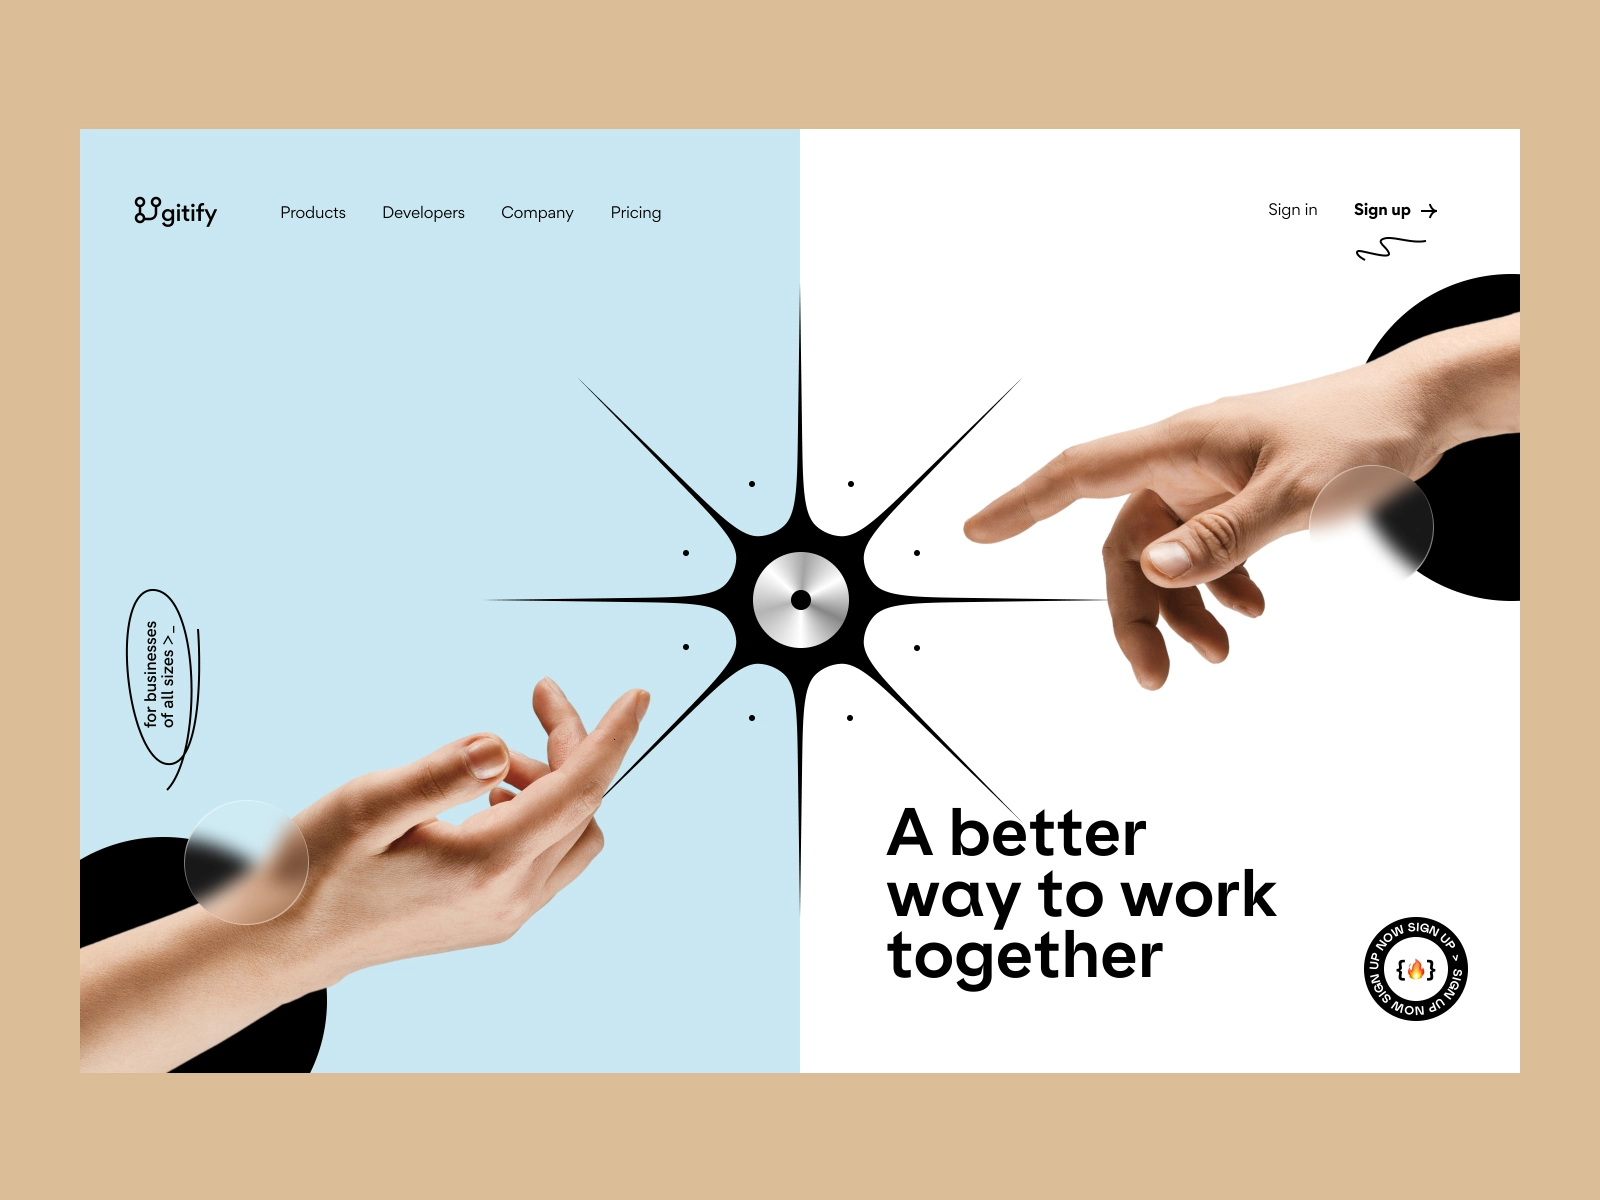 gitify
Products
Developers
Company
Pricing
Sign in
Sign up →
for businesses
of all sizes >_
A better
way to work
together
SIGN UP > SIGN UP NOW SIGN UP NOW
{🔥}